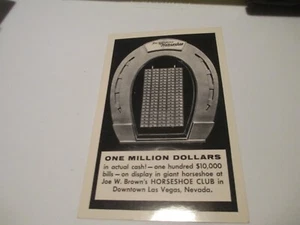 ONE MILLION DOLLARS
in actual cash!—one hundred $10,000
bills—on display in giant horseshoe at
Joe W. Brown's HORSESHOE CLUB in
Downtown Las Vegas, Nevada.